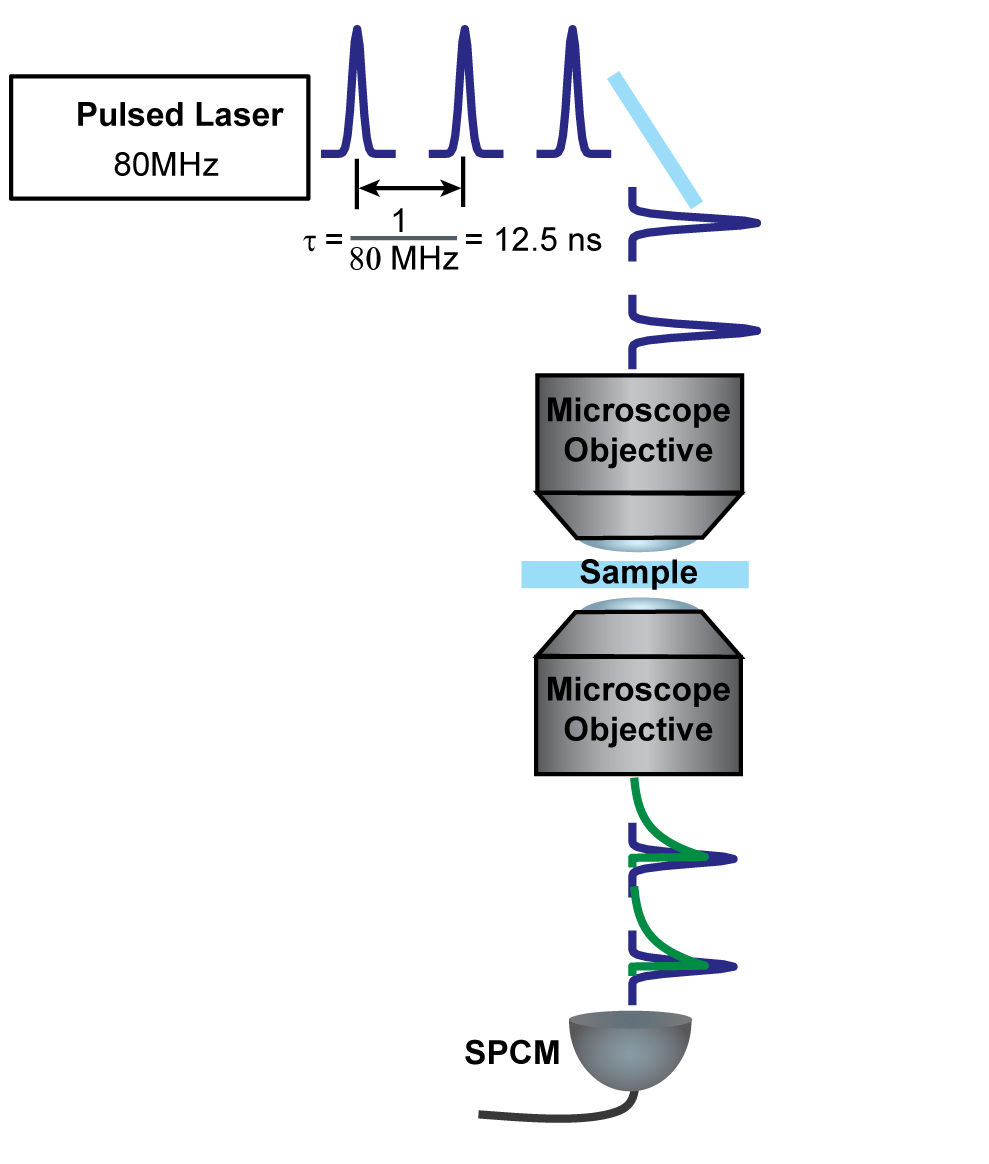 Pulsed Laser
80MHz
τ = 1 / 80 MHz = 12.5 ns
Microscope
Objective
Sample
Microscope
Objective
SPCM